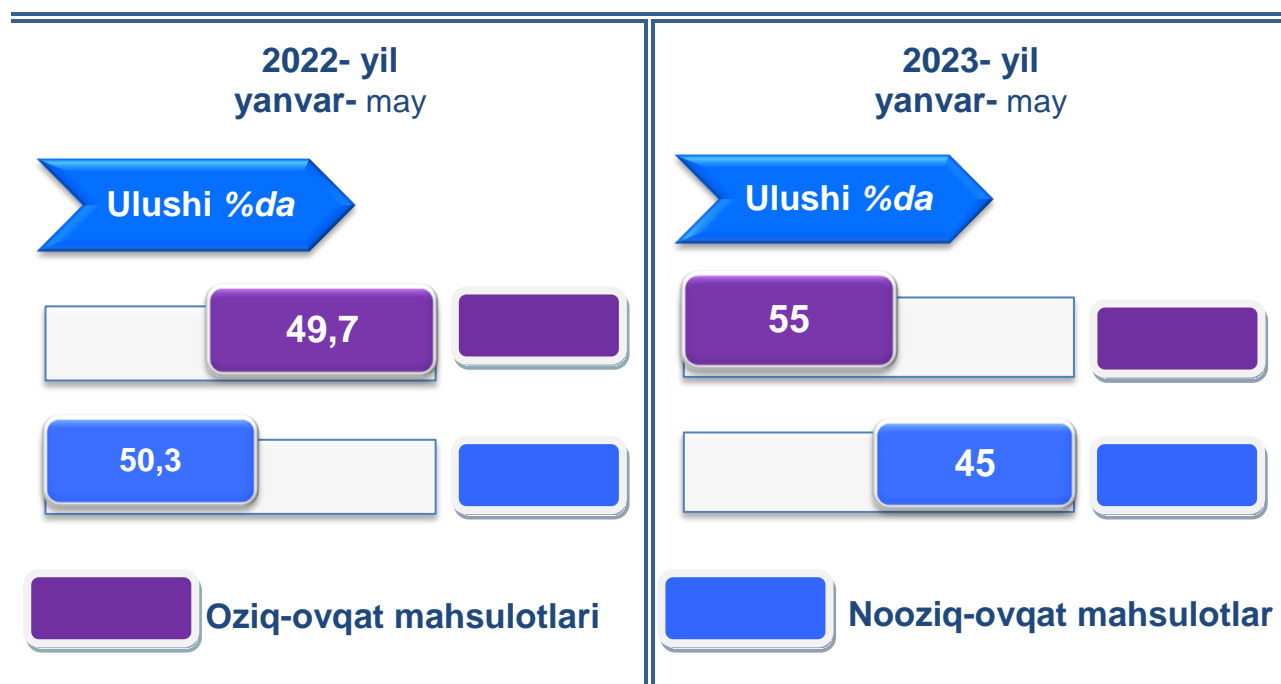 2022- yil
yanvar- may
Ulushi %da
49,7
50,3
Oziq-ovqat mahsulotlari
2023- yil
yanvar- may
Ulushi %da
55
45
Nooziq-ovqat mahsulotlar